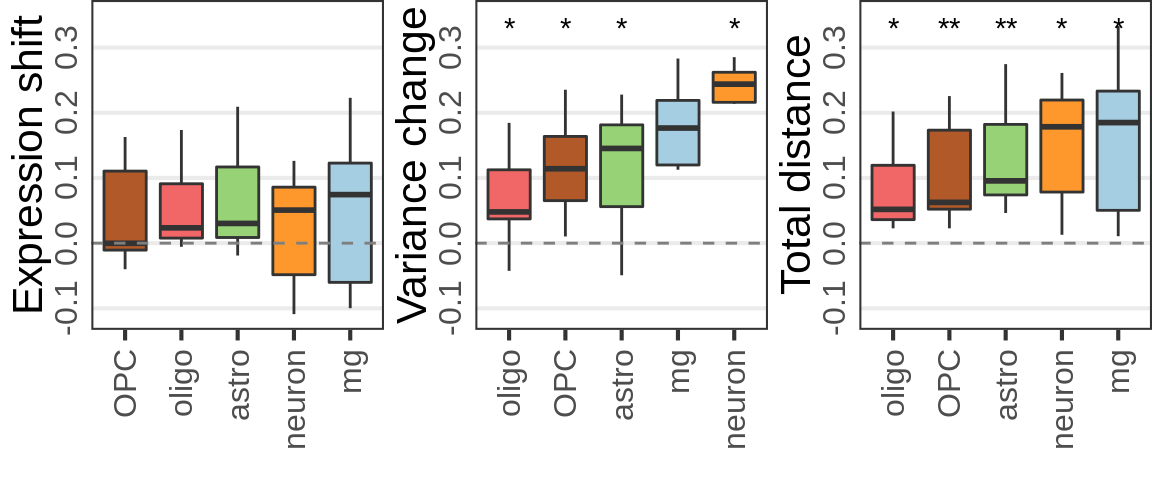 Expression shift
0.3
0.2
0.1
0.0
-0.1
OPC
oligo
astro
neuron
mg
Variance change
0.3
0.2
0.1
0.0
-0.1
* * * *
oligo
OPC
astro
mg
neuron
Total distance
0.3
0.2
0.1
0.0
-0.1
* ** ** * *
oligo
OPC
astro
neuron
mg